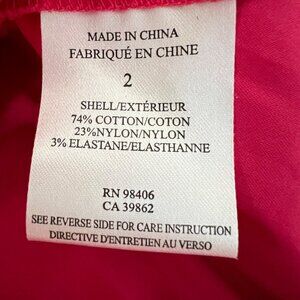 MADE IN CHINA
FABRIQUÉ EN CHINE
2
SHELL/EXTÉRIEUR
74% COTTON/COTON
23%NYLON/NYLON
3% ELASTANE/ELASTHANNE
RN 98406
CA 39862
SEE REVERSE SIDE FOR CARE INSTRUCTION
DIRECTIVE D'ENTRETIEN AU VERSO